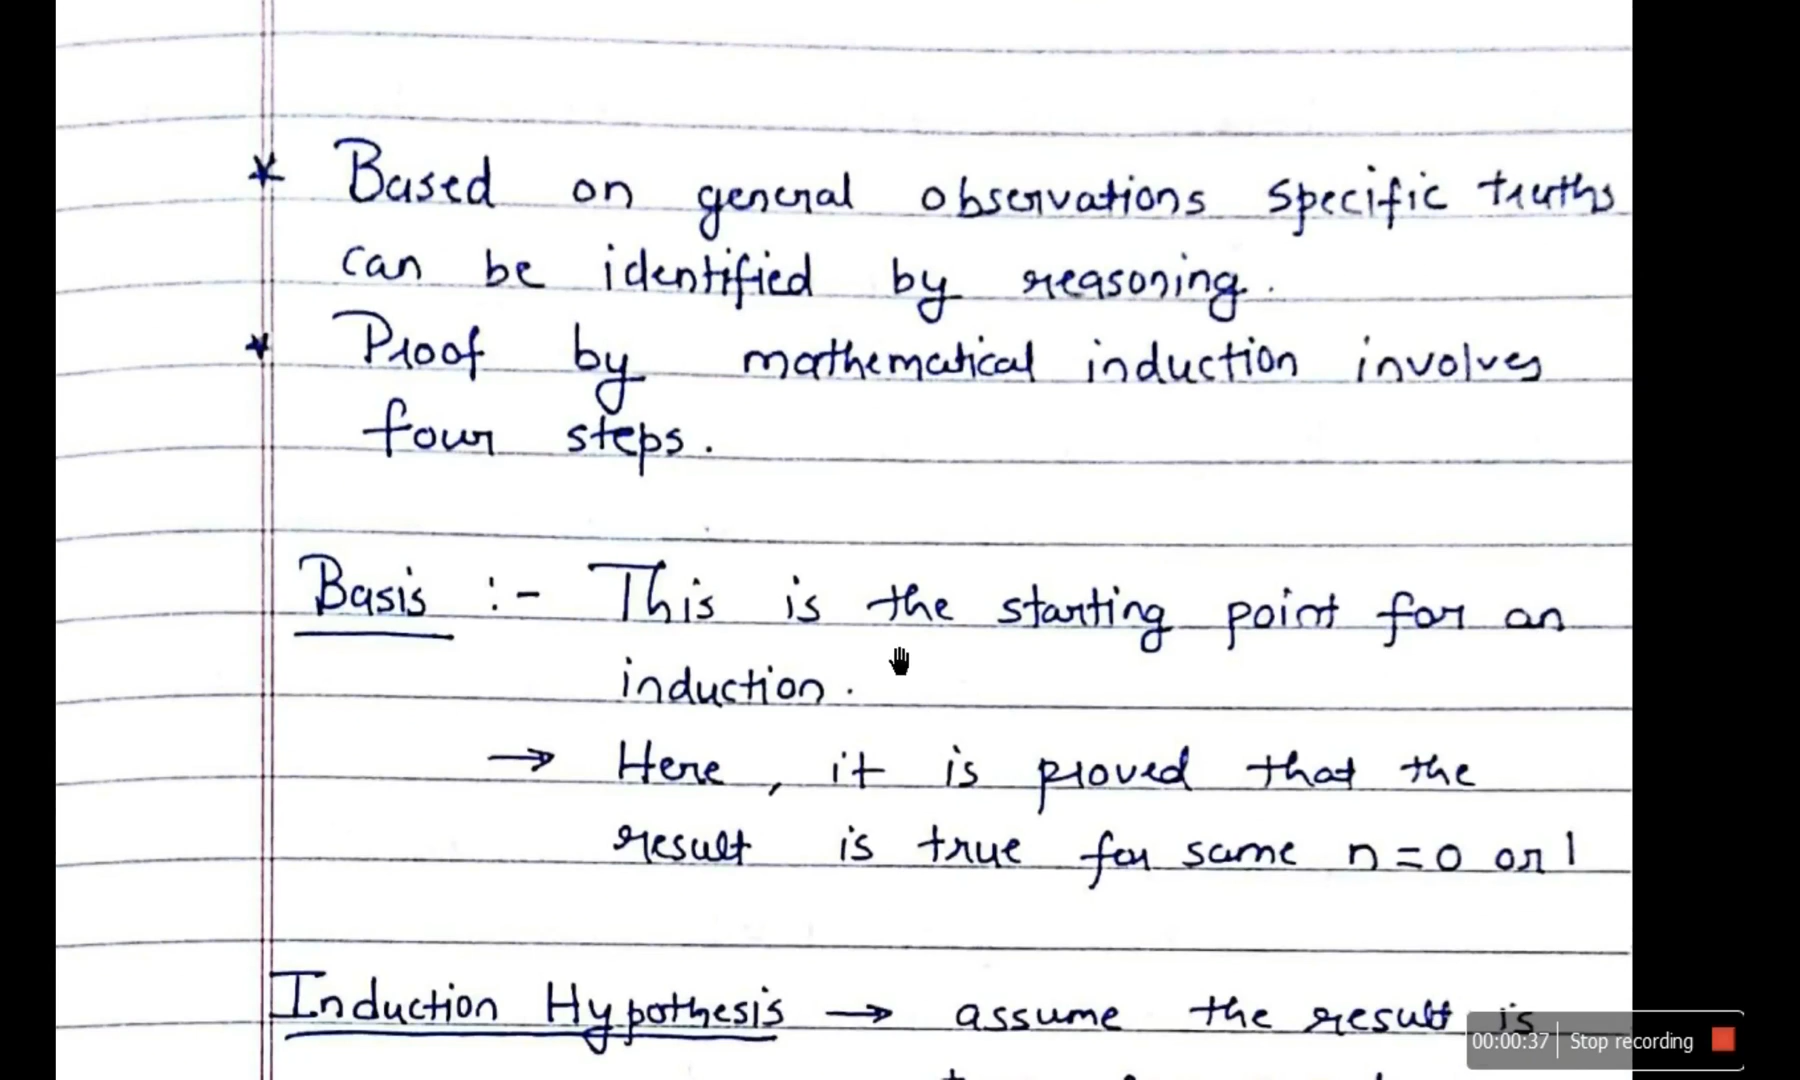 * Based on general observations specific truths
can be identified by reasoning.
* Proof by mathematical induction involves
four steps.
Basis :- This is the starting point for an
induction.
→ Here, it is proved that the
result is true for some n = 0 or 1
Induction Hypothesis → assume the result is
00:00:37 | Stop recording